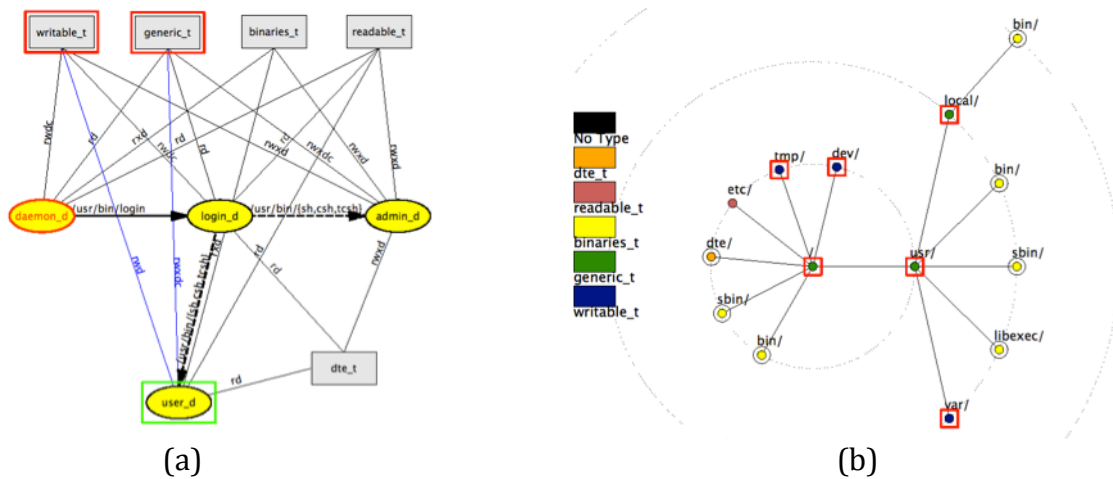 writable_t
generic_t
binaries_t
readable_t
rwdc
rd
rxd
rwdc
rd
rd
rd
rwxd
rwxdc
rwxd
rwxd
daemon_d
/usr/bin/login
login_d
/usr/bin/{sh,csh,tcsh}
admin_d
rwd
rwxdc
/usr/bin/{sh,csh,tcsh}
rxd
rd
rd
rwxd
dte_t
rd
user_d
(a)
No Type
dte_t
readable_t
binaries_t
generic_t
writable_t
bin/
local/
tmp/
dev/
etc/
bin/
dte/
/
usr/
sbin/
sbin/
bin/
libexec/
var/
(b)